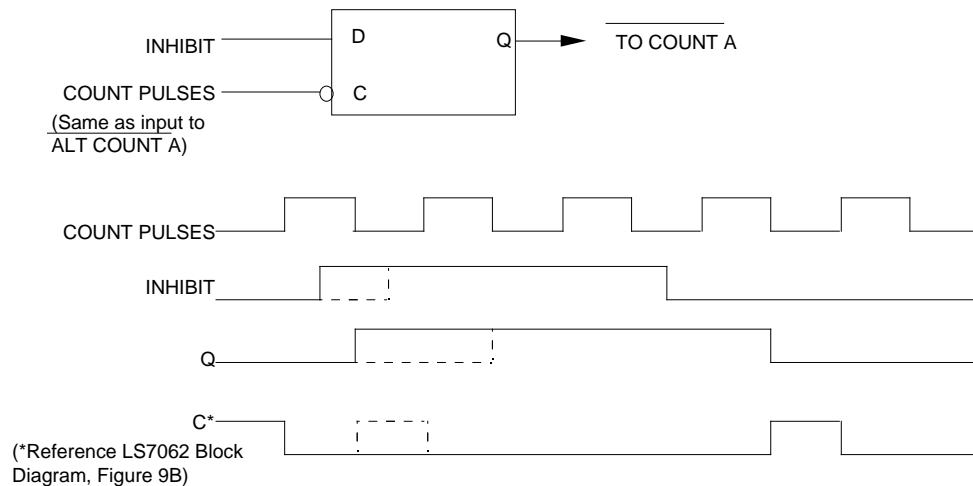 INHIBIT
D
Q
TO COUNT A
COUNT PULSES
C
(Same as input to
ALT COUNT A)
COUNT PULSES
INHIBIT
Q
C*
(*Reference LS7062 Block
Diagram, Figure 9B)